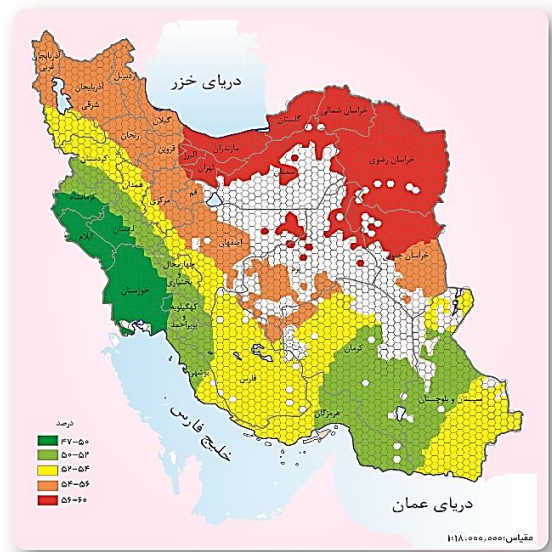 دریای خزر
آذربایجان
غربی
آذربایجان
شرقی
اردبیل
گیلان
زنجان
قزوین
البرز
تهران
مازندران
گلستان
خراسان شمالی
خراسان رضوی
سمنان
کردستان
همدان
مرکزی
قم
کرمانشاه
لرستان
ایلام
اصفهان
یزد
خراسان جنوبی
خوزستان
چهارمحال
بختیاری
کهگیلویه
و
بویراحمد
بوشهر
فارس
کرمان
هرمزگان
سیستان و بلوچستان
خلیج فارس
دریای عمان
درصد
۴۷-۵۰
۵۰-۵۲
۵۲-۵۴
۵۴-۵۶
۵۶-۶۰
مقیاس:۱:۱۸.۰۰۰.۰۰۰